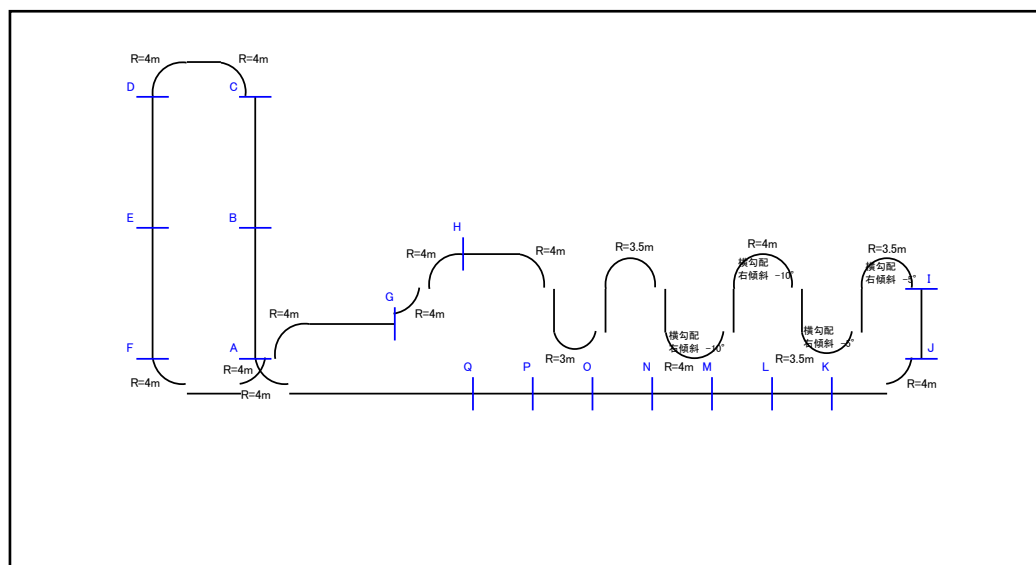 R=4m
R=4m
D
C
E
B
H
R=4m
R=4m
R=3.5m
R=4m
R=3.5m
横勾配
右傾斜 -10°
横勾配
右傾斜 -5°
I
G
R=4m
R=4m
横勾配
右傾斜 -10°
横勾配
右傾斜 -5°
F
A
J
R=3m
R=4m
R=3.5m
R=4m
R=4m
R=4m
R=4m
Q
P
O
N
M
L
K